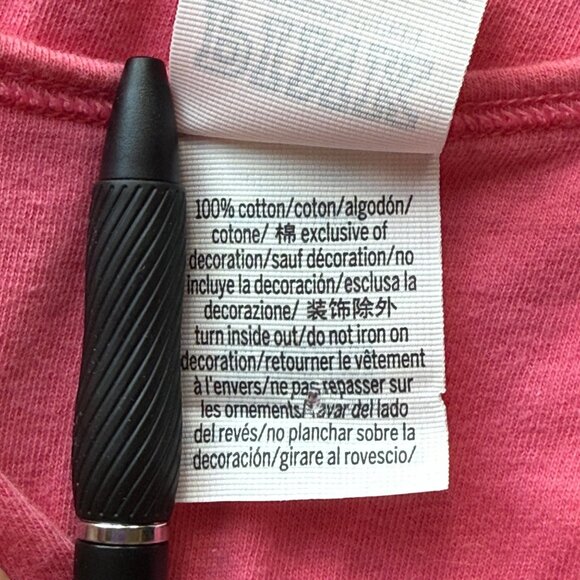 100% cotton/coton/algodón/
cotone/ 棉 exclusive of
decoration/sauf décoration/no
incluye la decoración/esclusa la
decorazione/ 装饰除外
turn inside out/do not iron on
decoration/retourner le vêtement
à l'envers/ne pas repasser sur
les ornements/lavar del lado
del revés/no planchar sobre la
decoración/girare al rovescio/